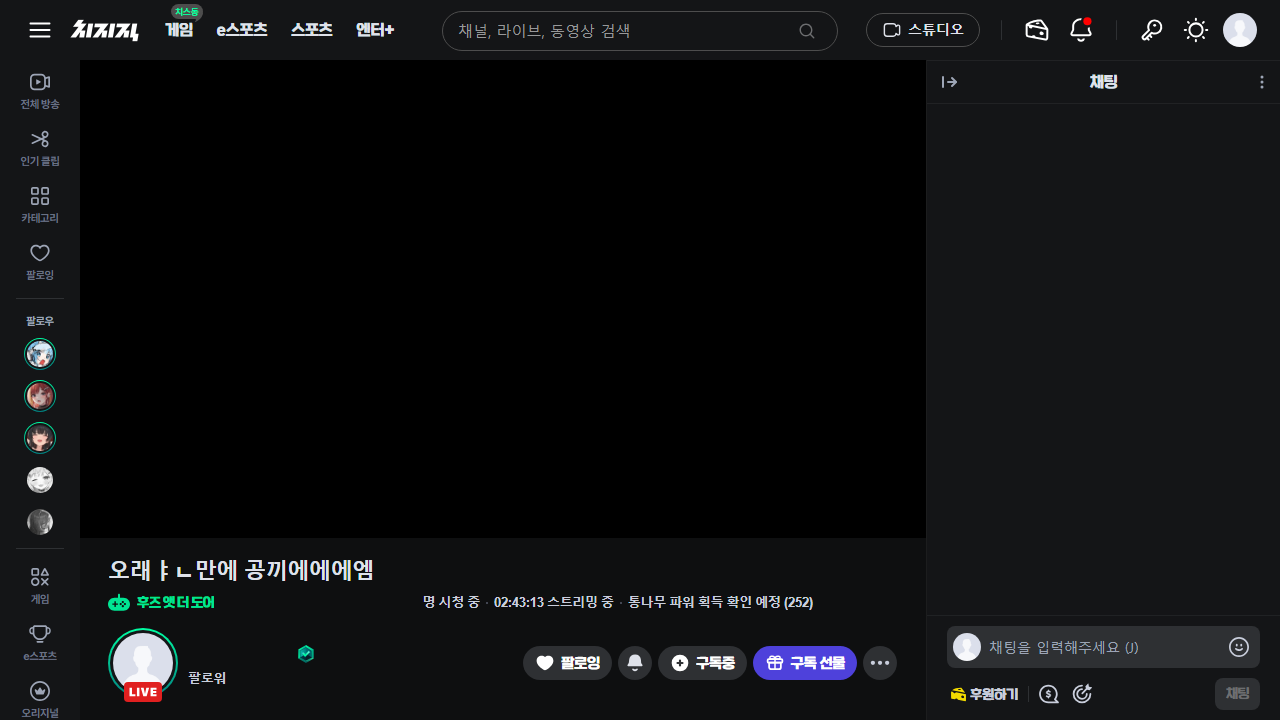 치지직
치스동
게임
e스포츠
스포츠
엔터+
채널, 라이브, 동영상 검색
스튜디오
전체 방송
인기 클립
카테고리
팔로잉
팔로우
게임
e스포츠
오리지널
채팅
오래ㅑㄴ만에 공끼에에에엠
후즈 앳 더 도어
명 시청 중 · 02:43:13 스트리밍 중 · 통나무 파워 획득 확인 예정 (252)
LIVE
팔로워
팔로잉
구독중
구독 선물
채팅을 입력해주세요 (J)
후원하기
채팅